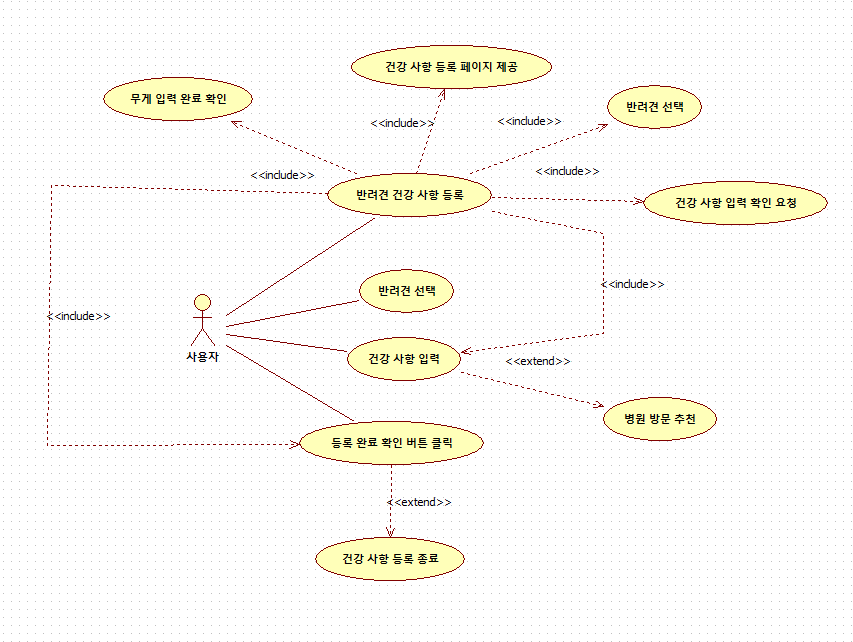 건강 사항 등록 페이지 제공
무게 입력 완료 확인
반려견 선택
<<include>>
<<include>>
<<include>>
<<include>>
반려견 건강 사항 등록
건강 사항 입력 확인 요청
<<include>>
반려견 선택
<<include>>
사용자
건강 사항 입력
<<extend>>
병원 방문 추천
등록 완료 확인 버튼 클릭
<<extend>>
건강 사항 등록 종료